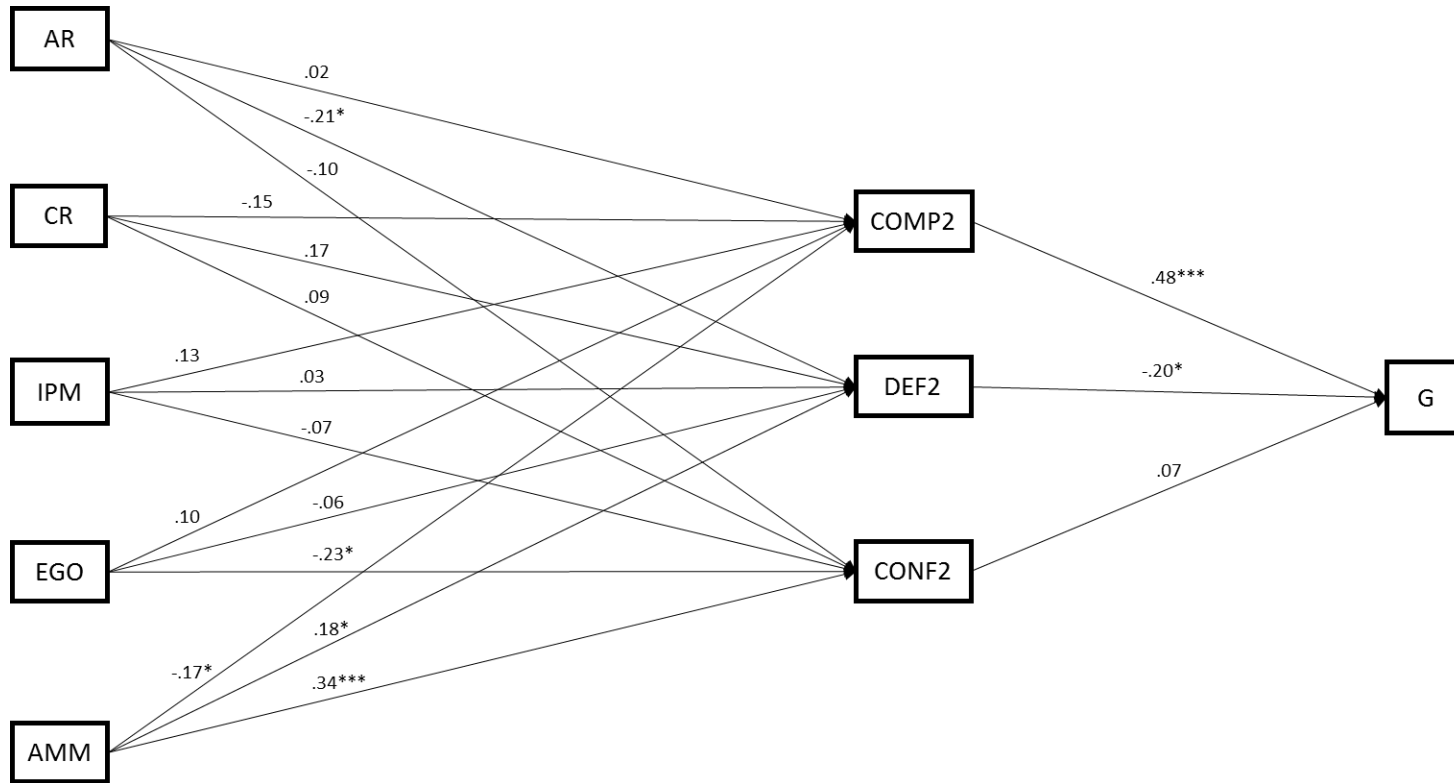 AR
.02
-.21*
-.10
CR
-.15
COMP2
.17
.48***
.09
IPM
.13
.03
DEF2
-.20*
G
-.07
.07
EGO
.10
-.06
-.23*
CONF2
.18*
-.17*
.34***
AMM